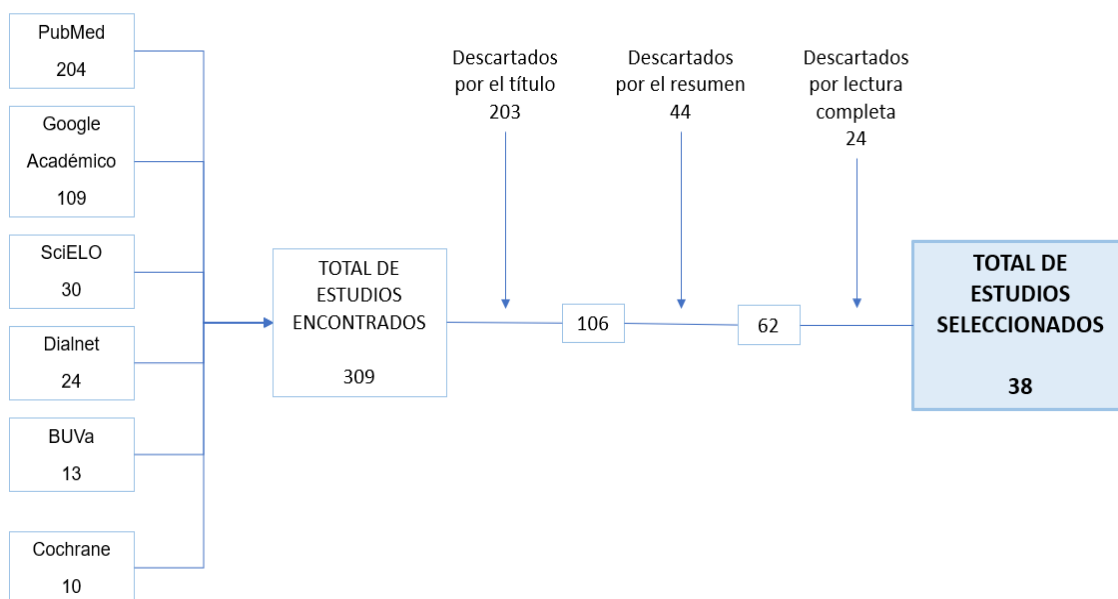 PubMed
204
Google
Académico
109
SciELO
30
Dialnet
24
BUVa
13
Cochrane
10
TOTAL DE
ESTUDIOS
ENCONTRADOS
309
Descartados
por el título
203
106
Descartados
por el resumen
44
62
Descartados
por lectura
completa
24
TOTAL DE
ESTUDIOS
SELECCIONADOS
38